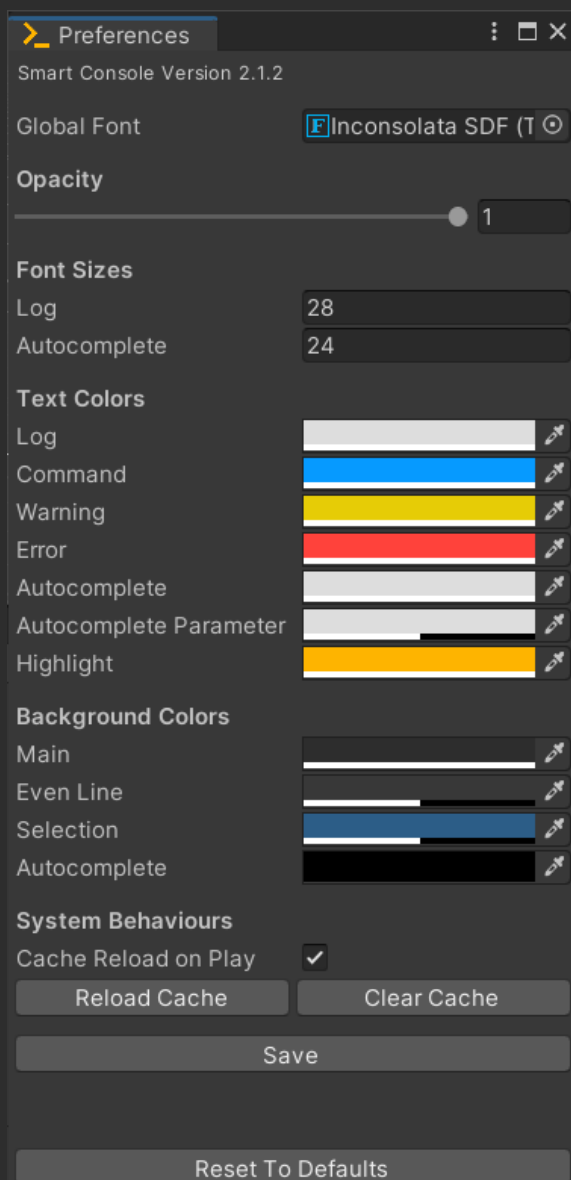 Preferences
Smart Console Version 2.1.2
Global Font
Inconsolata SDF (T
Opacity
1
Font Sizes
Log 28
Autocomplete 24
Text Colors
Log
Command
Warning
Error
Autocomplete
Autocomplete Parameter
Highlight
Background Colors
Main
Even Line
Selection
Autocomplete
System Behaviours
Cache Reload on Play
Reload Cache Clear Cache
Save
Reset To Defaults